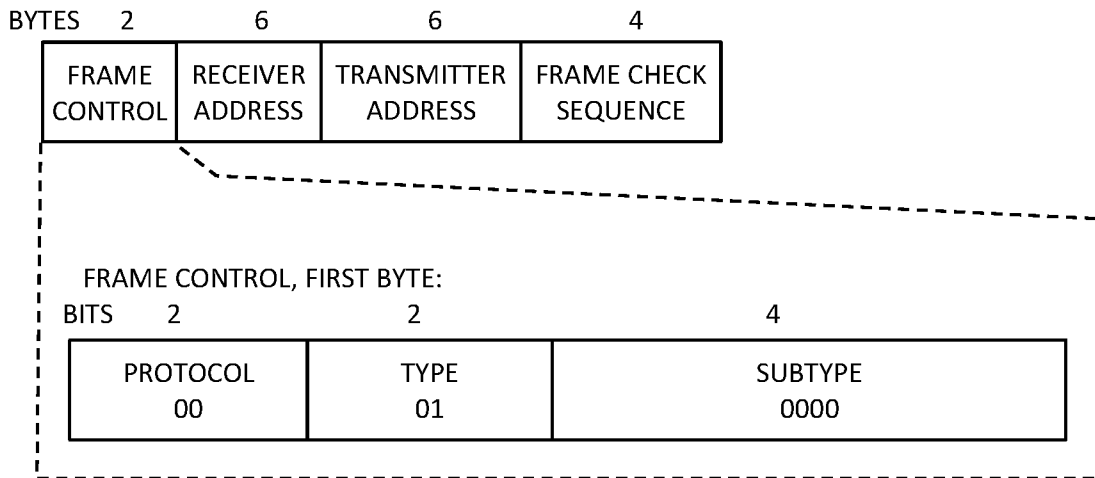 BYTES 2 6 6 4
FRAME CONTROL RECEIVER ADDRESS TRANSMITTER ADDRESS FRAME CHECK SEQUENCE
FRAME CONTROL, FIRST BYTE:
BITS 2 2 4
PROTOCOL TYPE SUBTYPE
00 01 0000